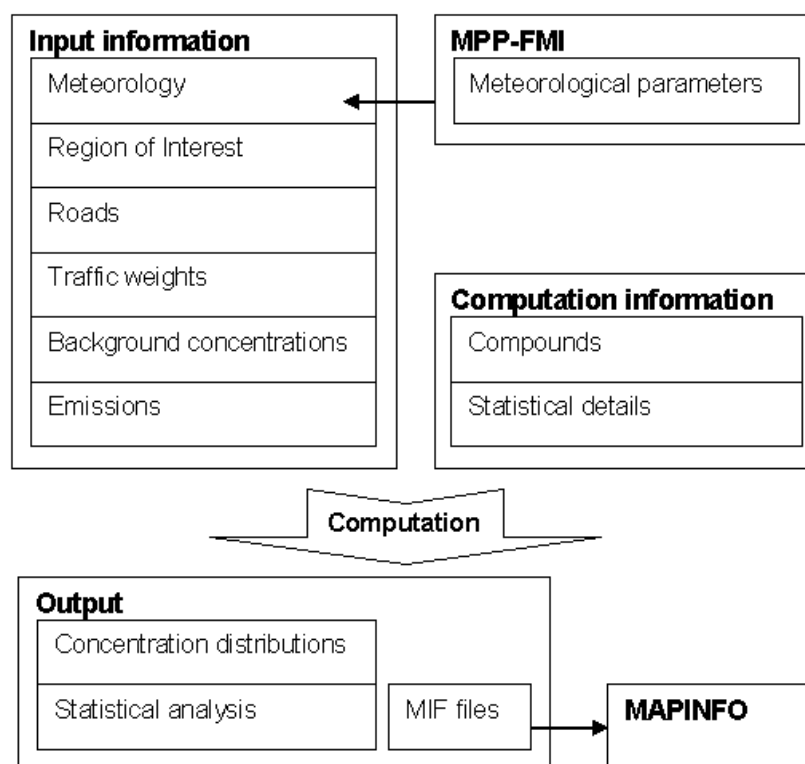 Input information
Meteorology
Region of Interest
Roads
Traffic weights
Background concentrations
Emissions
MPP-FMI
Meteorological parameters
Computation information
Compounds
Statistical details
Computation
Output
Concentration distributions
Statistical analysis
MIF files
MAPINFO